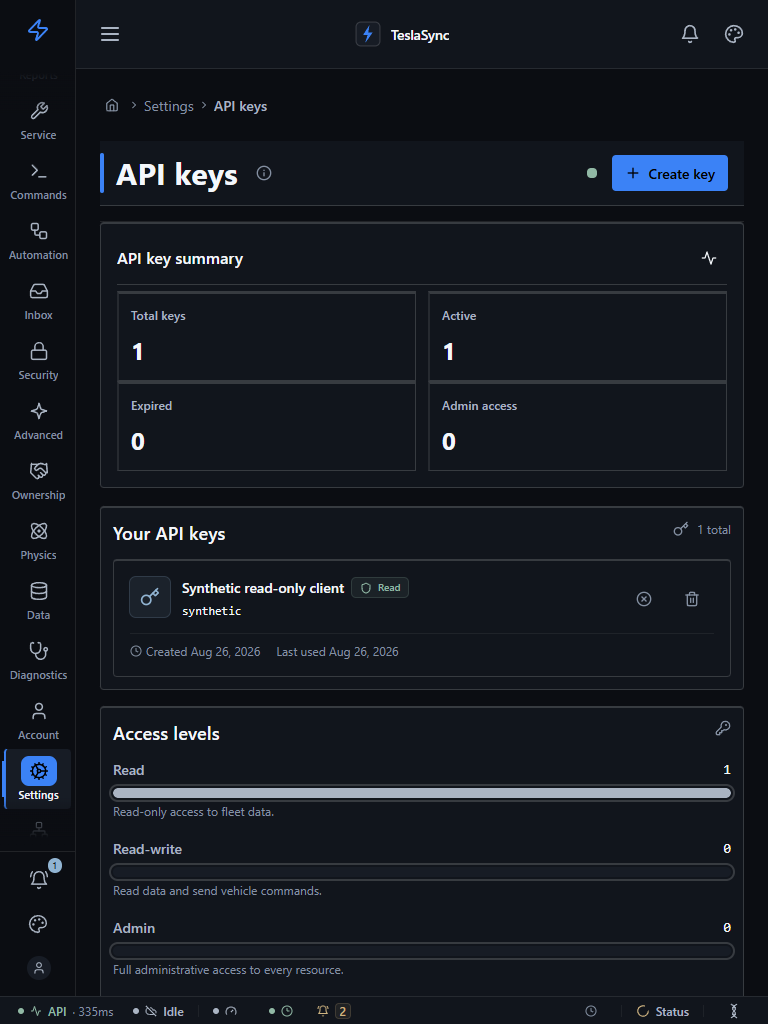 TeslaSync
Reports
Service
Commands
Automation
Inbox
Security
Advanced
Ownership
Physics
Data
Diagnostics
Account
Settings
1
Settings API keys
API keys
Create key
API key summary
Total keys
1
Active
1
Expired
0
Admin access
0
Your API keys
1 total
Synthetic read-only client Read
synthetic
Created Aug 26, 2026 Last used Aug 26, 2026
Access levels
Read 1
Read-only access to fleet data.
Read-write 0
Read data and send vehicle commands.
Admin 0
Full administrative access to every resource.
API · 335ms Idle 2 Status